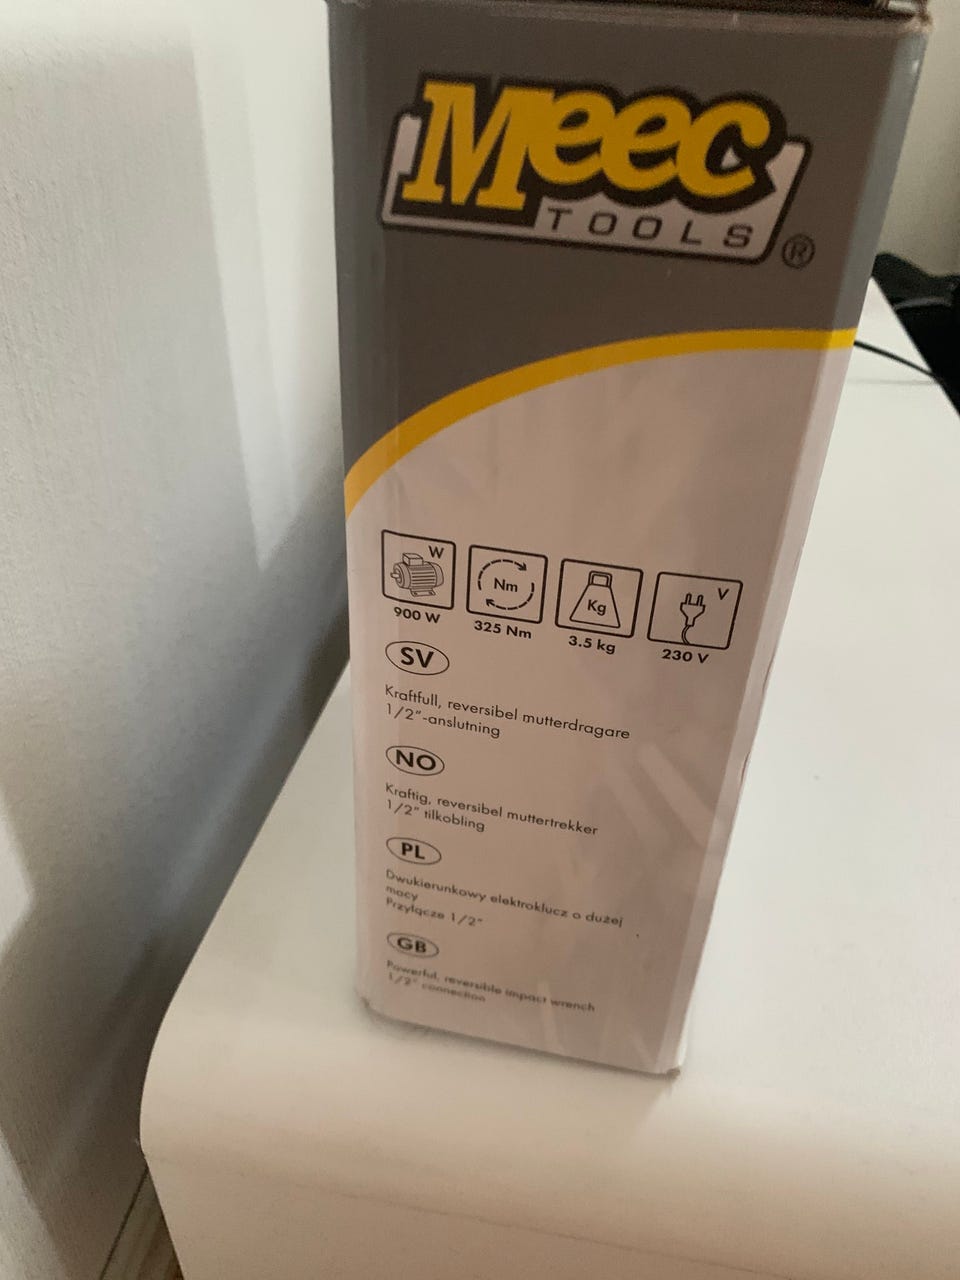 Meec
TOOLS®
W
Nm
Kg
V
900 W
325 Nm
3.5 kg
230 V
SV
Kraftfull, reversibel mutterdragare
1/2"-anslutning
NO
Kraftig, reversibel muttertrekker
1/2" tilkobling
PL
Dwukierunkowy elektroklucz o dużej
mocy
Przyłącze 1/2"
GB
Powerful, reversible impact wrench
1/2" connection